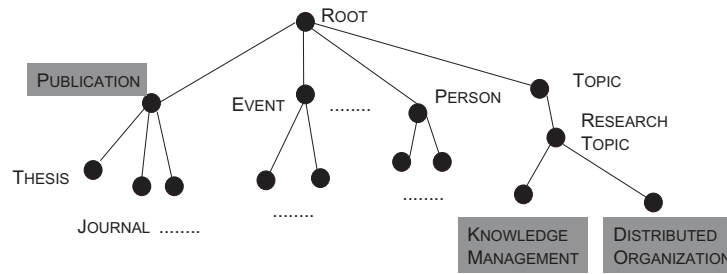 ROOT
PUBLICATION
TOPIC
EVENT ........
PERSON
RESEARCH
TOPIC
THESIS
JOURNAL ........
........
........
KNOWLEDGE
MANAGEMENT
DISTRIBUTED
ORGANIZATION